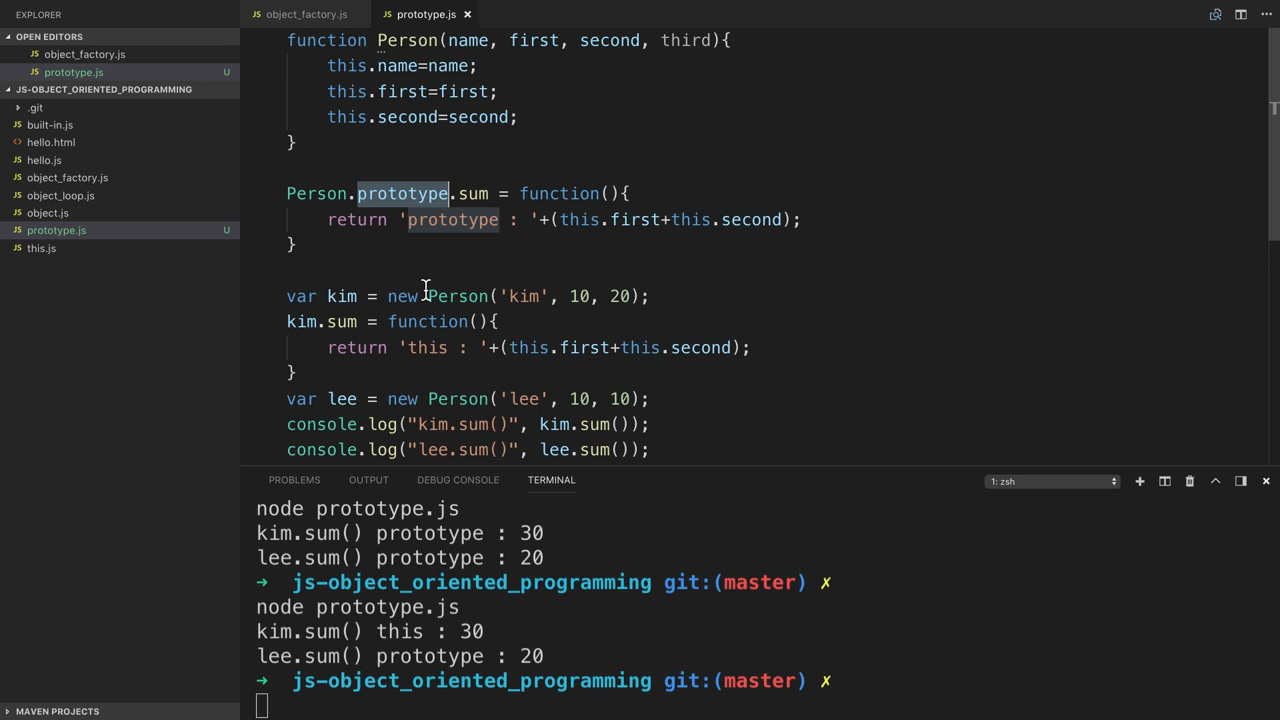 EXPLORER
OPEN EDITORS
JS object_factory.js
JS prototype.js U
JS-OBJECT_ORIENTED_PROGRAMMING
.git
JS built-in.js
<> hello.html
JS hello.js
JS object_factory.js
JS object_loop.js
JS object.js
JS prototype.js U
JS this.js
MAVEN PROJECTS
JS object_factory.js JS prototype.js ×
function Person(name, first, second, third){
    this.name=name;
    this.first=first;
    this.second=second;
}
Person.prototype.sum = function(){
    return 'prototype : '+(this.first+this.second);
}
var kim = new Person('kim', 10, 20);
kim.sum = function(){
    return 'this : '+(this.first+this.second);
}
var lee = new Person('lee', 10, 10);
console.log("kim.sum()", kim.sum());
console.log("lee.sum()", lee.sum());
PROBLEMS OUTPUT DEBUG CONSOLE TERMINAL 1: zsh
node prototype.js
kim.sum() prototype : 30
lee.sum() prototype : 20
➜ js-object_oriented_programming git:(master) ✗
node prototype.js
kim.sum() this : 30
lee.sum() prototype : 20
➜ js-object_oriented_programming git:(master) ✗